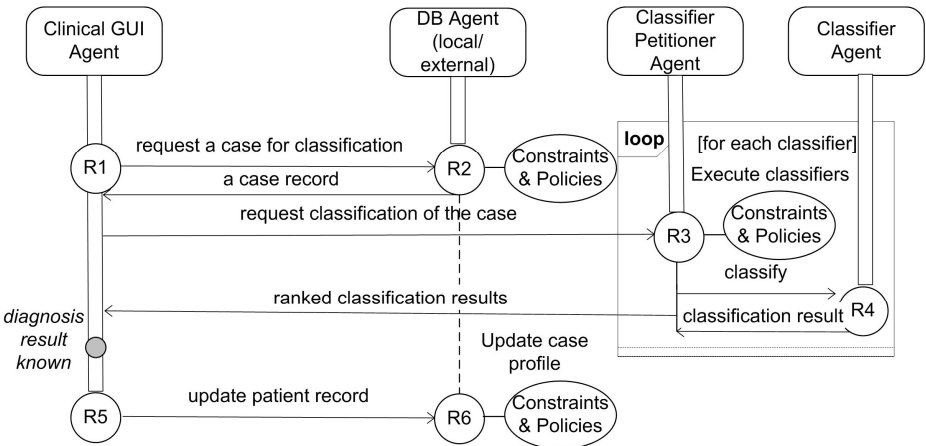 Clinical GUI
Agent
DB Agent
(local/
external)
Classifier
Petitioner
Agent
Classifier
Agent
loop
[for each classifier]
Execute classifiers
request a case for classification
R1
R2
Constraints
& Policies
a case record
request classification of the case
R3
Constraints
& Policies
classify
ranked classification results
classification result
R4
diagnosis
result
known
Update case
profile
update patient record
R5
R6
Constraints
& Policies